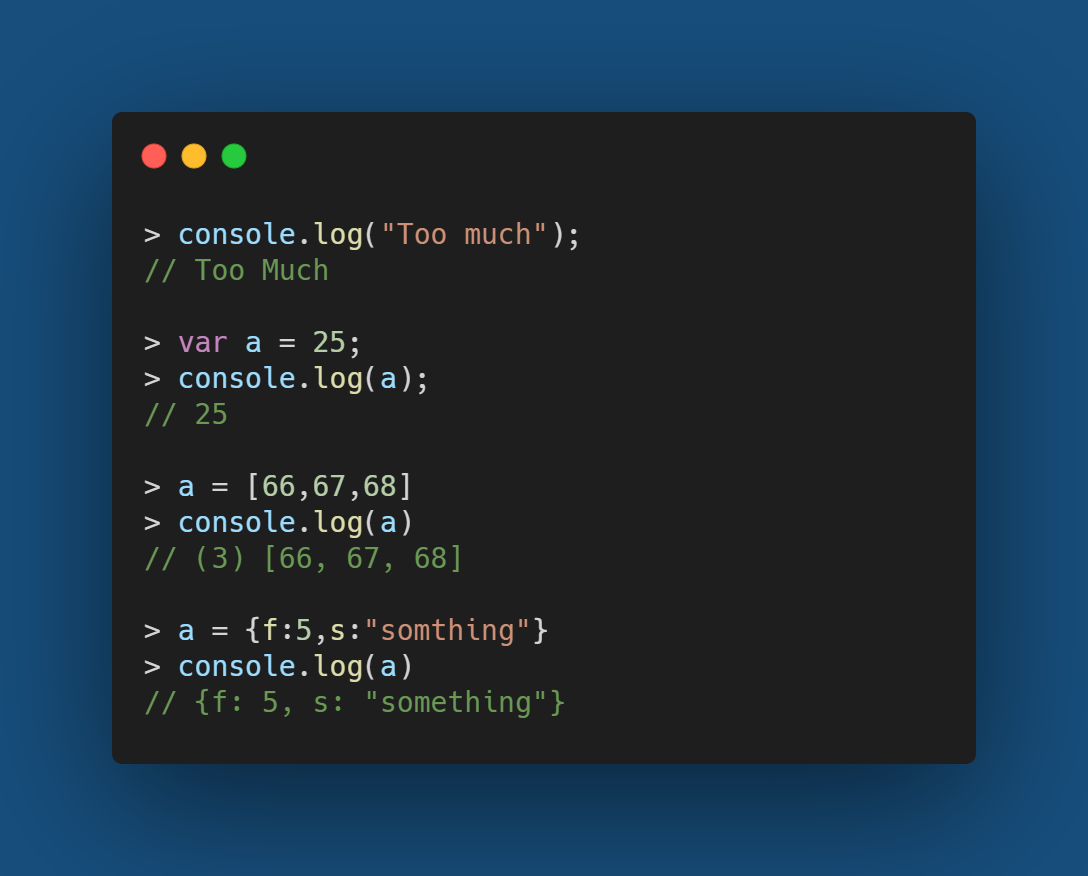 > console.log("Too much");
// Too Much
> var a = 25;
> console.log(a);
// 25
> a = [66,67,68]
> console.log(a)
// (3) [66, 67, 68]
> a = {f:5,s:"somthing"}
> console.log(a)
// {f: 5, s: "something"}